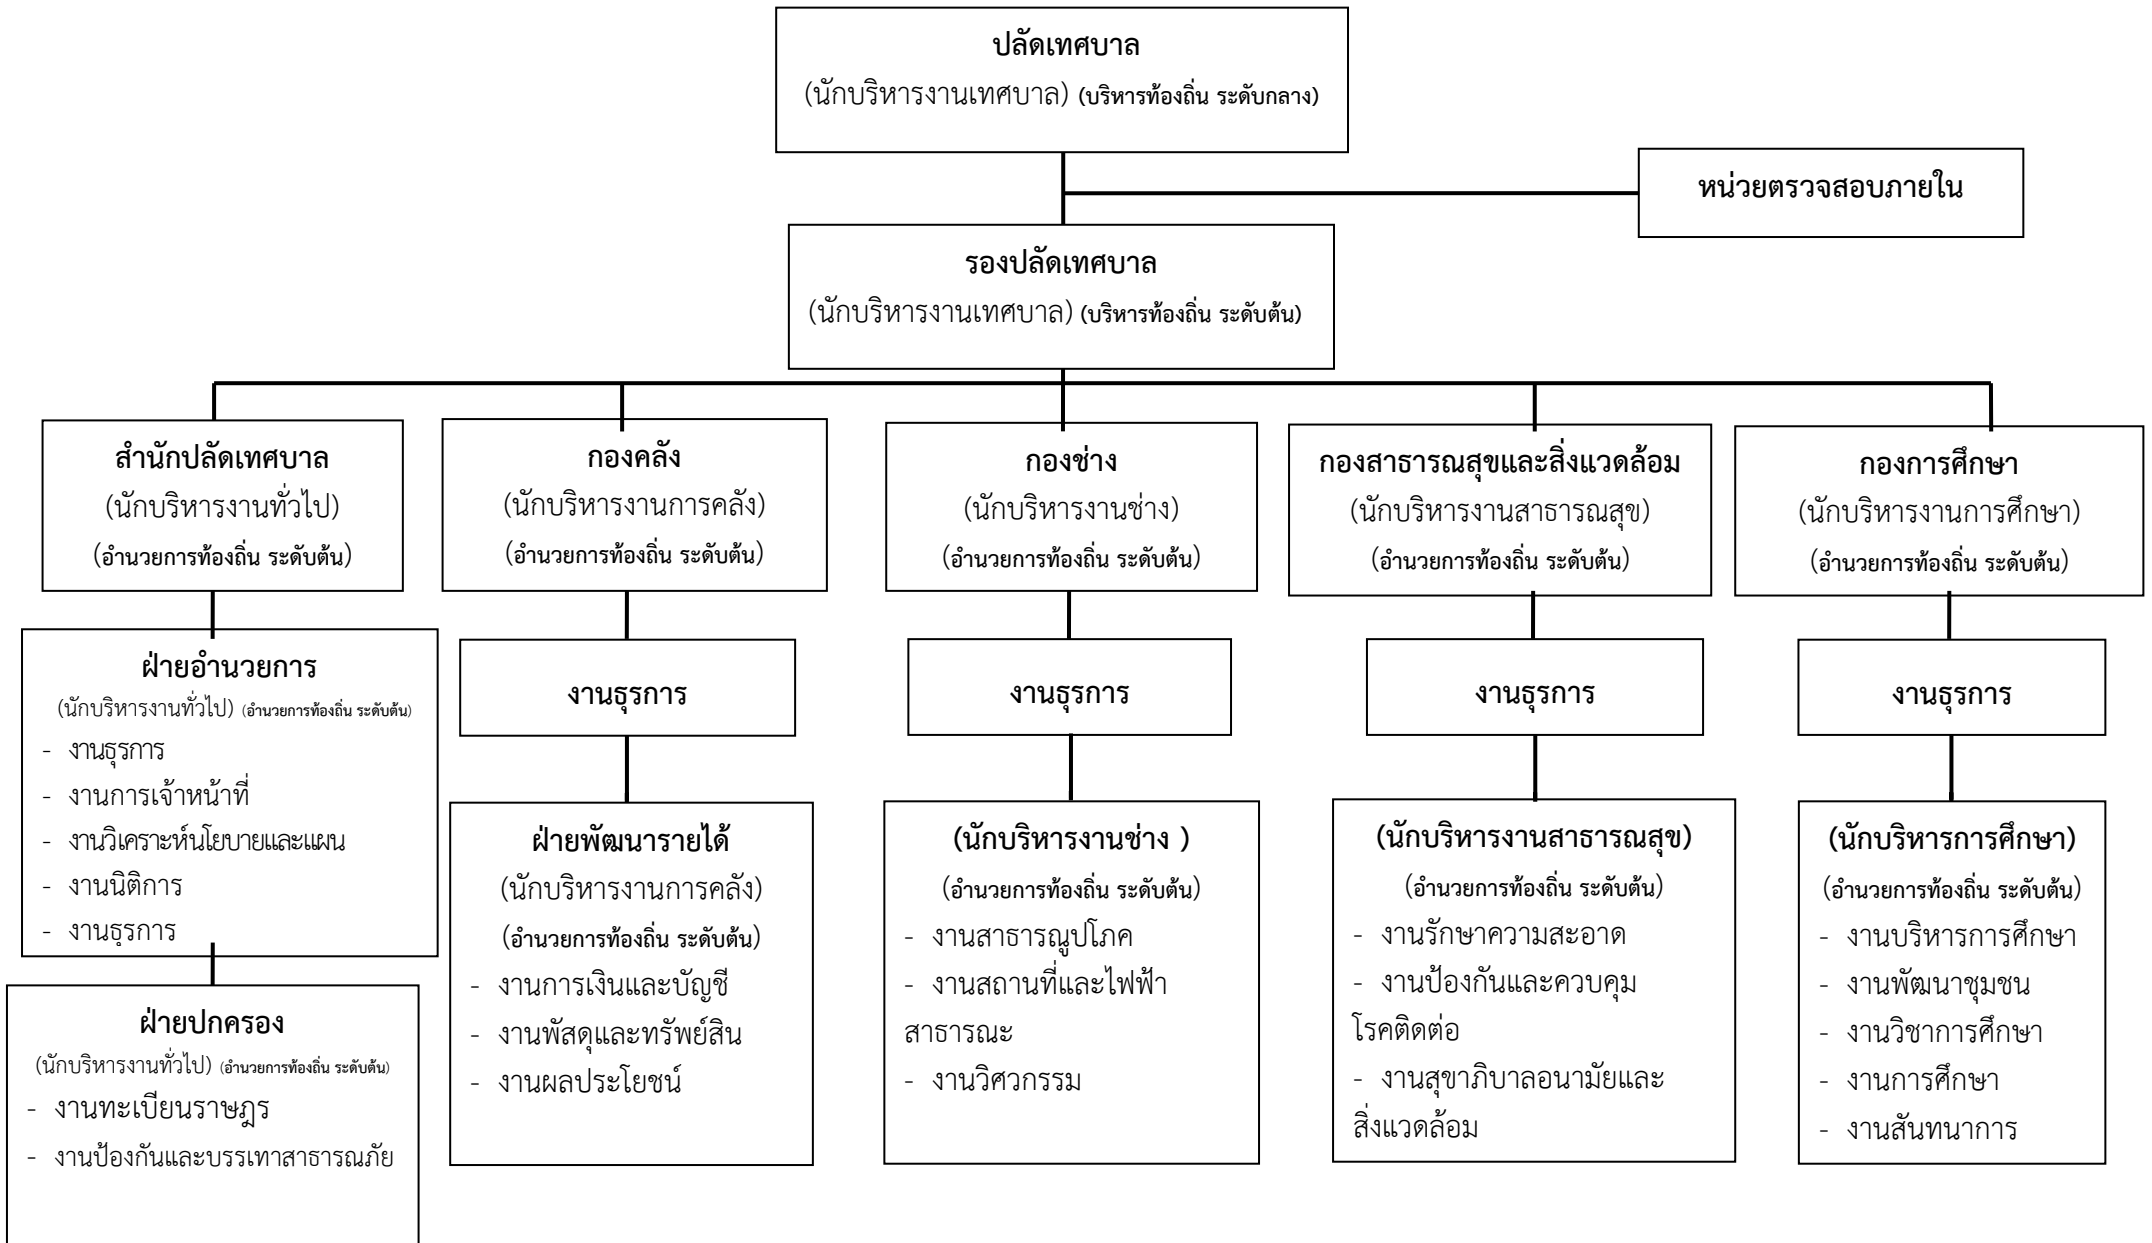 ปลัดเทศบาล
(นักบริหารงานเทศบาล) (บริหารท้องถิ่น ระดับกลาง)
หน่วยตรวจสอบภายใน
รองปลัดเทศบาล
(นักบริหารงานเทศบาล) (บริหารท้องถิ่น ระดับต้น)
สำนักปลัดเทศบาล
(นักบริหารงานทั่วไป)
(อำนวยการท้องถิ่น ระดับต้น)
กองคลัง
(นักบริหารงานการคลัง)
(อำนวยการท้องถิ่น ระดับต้น)
กองช่าง
(นักบริหารงานช่าง)
(อำนวยการท้องถิ่น ระดับต้น)
กองสาธารณสุขและสิ่งแวดล้อม
(นักบริหารงานสาธารณสุข)
(อำนวยการท้องถิ่น ระดับต้น)
กองการศึกษา
(นักบริหารงานการศึกษา)
(อำนวยการท้องถิ่น ระดับต้น)
ฝ่ายอำนวยการ
(นักบริหารงานทั่วไป) (อำนวยการท้องถิ่น ระดับต้น)
- งานธุรการ
- งานการเจ้าหน้าที่
- งานวิเคราะห์นโยบายและแผน
- งานนิติการ
- งานธุรการ
ฝ่ายปกครอง
(นักบริหารงานทั่วไป) (อำนวยการท้องถิ่น ระดับต้น)
- งานทะเบียนราษฎร
- งานป้องกันและบรรเทาสาธารณภัย
งานธุรการ
ฝ่ายพัฒนารายได้
(นักบริหารงานการคลัง)
(อำนวยการท้องถิ่น ระดับต้น)
- งานการเงินและบัญชี
- งานพัสดุและทรัพย์สิน
- งานผลประโยชน์
งานธุรการ
(นักบริหารงานช่าง )
(อำนวยการท้องถิ่น ระดับต้น)
- งานสาธารณูปโภค
- งานสถานที่และไฟฟ้า
สาธารณะ
- งานวิศวกรรม
งานธุรการ
(นักบริหารงานสาธารณสุข)
(อำนวยการท้องถิ่น ระดับต้น)
- งานรักษาความสะอาด
- งานป้องกันและควบคุม
โรคติดต่อ
- งานสุขาภิบาลอนามัยและ
สิ่งแวดล้อม
งานธุรการ
(นักบริหารการศึกษา)
(อำนวยการท้องถิ่น ระดับต้น)
- งานบริหารการศึกษา
- งานพัฒนาชุมชน
- งานวิชาการศึกษา
- งานการศึกษา
- งานสันทนาการ